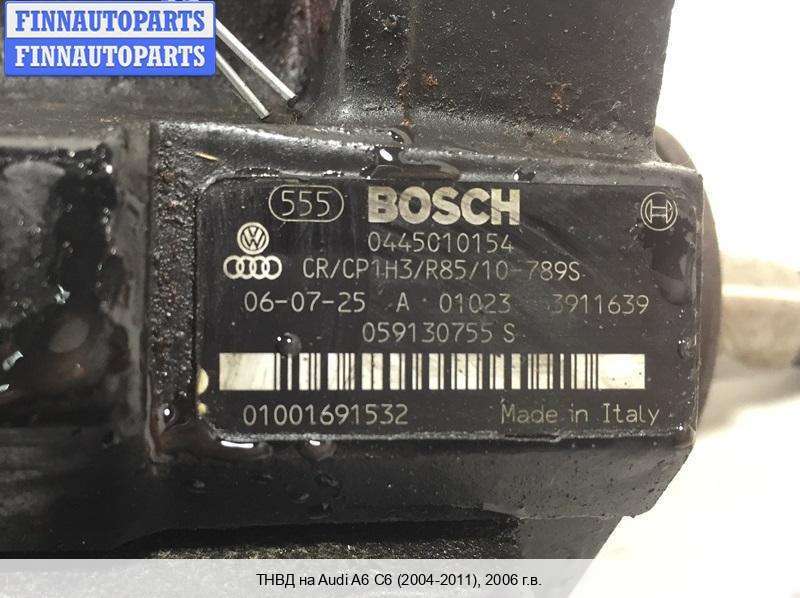 FINNAUTOPARTS
FINNAUTOPARTS
555 BOSCH
0445010154
CR/CP1H3/R85/10-789S
06-07-25 A 01023 3911639
059130755 S
01001691532 Made in Italy
ТНВД на Audi A6 C6 (2004-2011), 2006 г.в.